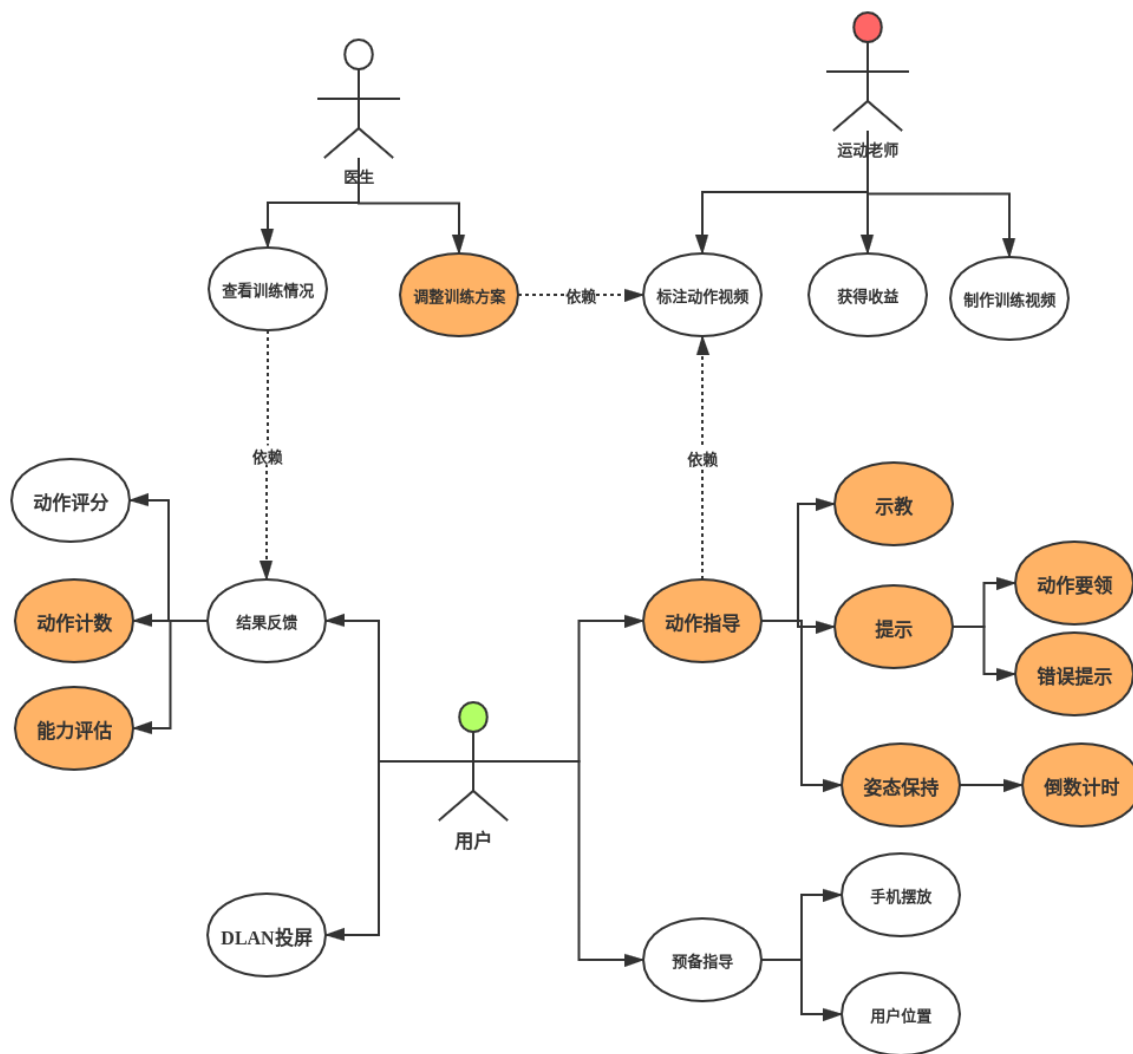 运动老师
医生
查看训练情况
调整训练方案
依赖
标注动作视频
获得收益
制作训练视频
依赖
依赖
动作评分
示教
动作计数
结果反馈
动作指导
提示
动作要领
错误提示
能力评估
姿态保持
倒数计时
用户
手机摆放
DLAN投屏
预备指导
用户位置